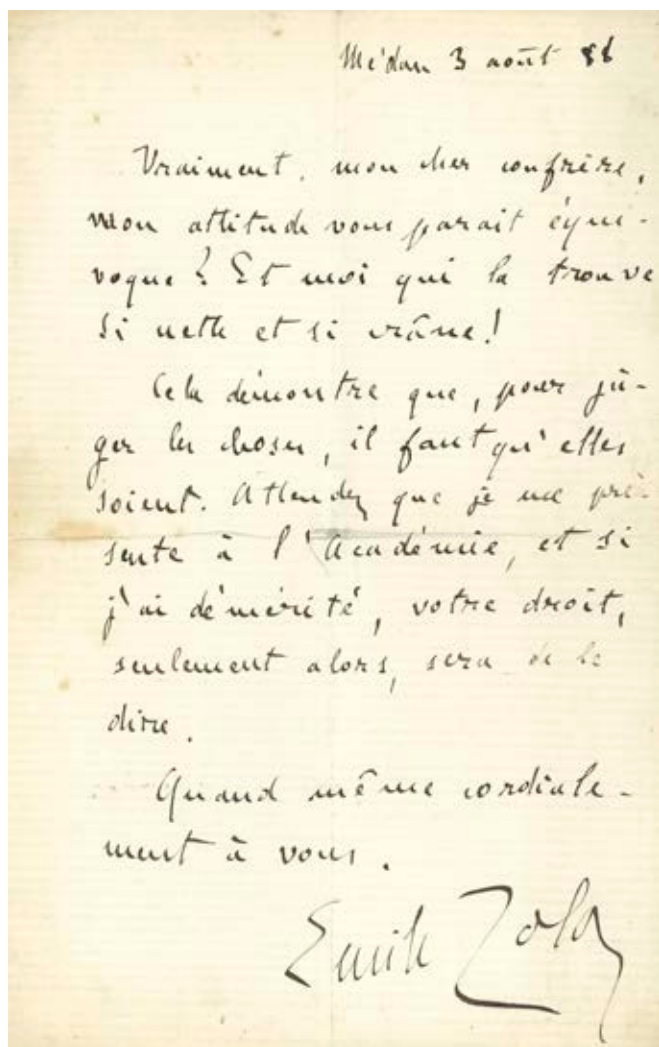 Médan 3 août 88
Vraiment, mon cher confrère,
mon attitude vous parait équi-
voque ? Et moi qui la trouve
si nette et si crâne !
Cela démontre que, pour ju-
ger les choses, il faut qu'elles
soient. Attendez que je me pré-
sente à l'Académie, et si
j'ai démérité, votre droit,
seulement alors, sera de le
dire.
Quand même cordiale-
ment à vous.
Emile Zola